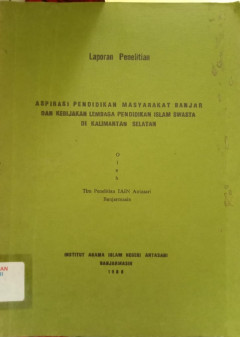 Laporan Penelitian
ASPIRASI PENDIDIKAN MASYARAKAT BANJAR
DAN KEBIJAKAN LEMBAGA PENDIDIKAN ISLAM SWASTA
DI KALIMANTAN SELATAN
O
l
e
h
Tim Peneliti IAIN Antasari
Banjarmasin
INSTITUT AGAMA ISLAM NEGERI ANTASARI
BANJARMASIN